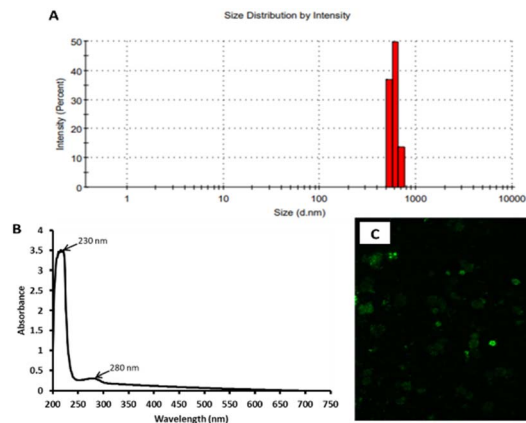 A
Size Distribution by Intensity
50
40
30
20
10
0
Intensity (Percent)
1 10 100 1000 10000
Size (d.nm)
B
4
3.5
3
2.5
2
1.5
1
0.5
0
Absorbance
230 nm
280 nm
200 250 300 350 400 450 500 550 600 650 700 750
Wavelength (nm)
C